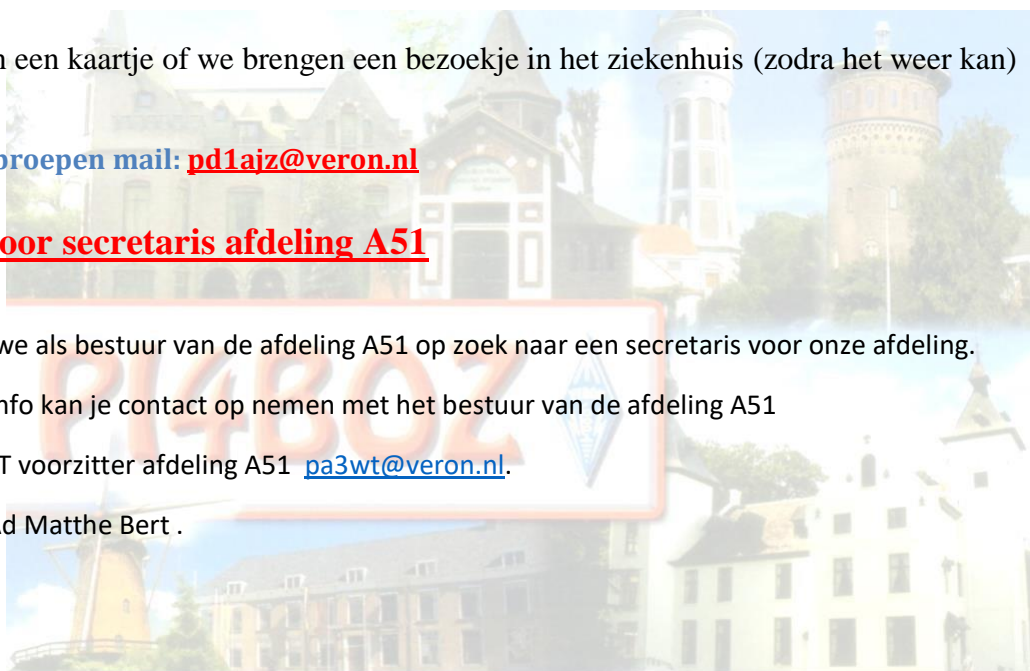 een kaartje of we brengen een bezoekje in het ziekenhuis (zodra het weer kan)
mail: pd1ajz@veron.nl
secretaris afdeling A51
we als bestuur van de afdeling A51 op zoek naar een secretaris voor onze afdeling.
kan je contact op nemen met het bestuur van de afdeling A51
T voorzitter afdeling A51 pa3wt@veron.nl.
PI4BOZ
Matthe Bert .